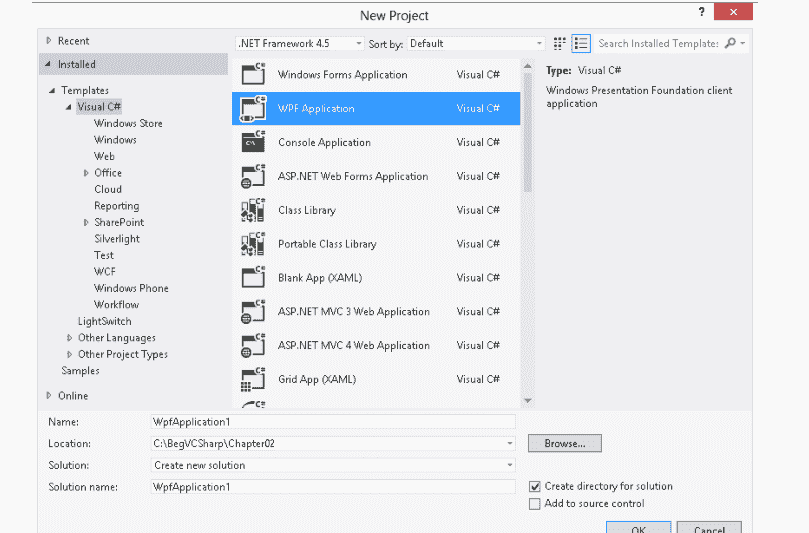 New Project
?
Recent
.NET Framework 4.5 Sort by: Default Search Installed Template:
Installed
Templates
Visual C#
Windows Store
Windows
Web
Office
Cloud
Reporting
SharePoint
Silverlight
Test
WCF
Windows Phone
Workflow
LightSwitch
Other Languages
Other Project Types
Samples
Online
Windows Forms Application Visual C#
WPF Application Visual C#
Console Application Visual C#
ASP.NET Web Forms Application Visual C#
Class Library Visual C#
Portable Class Library Visual C#
Blank App (XAML) Visual C#
ASP.NET MVC 3 Web Application Visual C#
ASP.NET MVC 4 Web Application Visual C#
Grid App (XAML) Visual C#
Type: Visual C#
Windows Presentation Foundation client
application
Name: WpfApplication1
Location: C:\BegVCSharp\Chapter02 Browse...
Solution: Create new solution
Solution name: WpfApplication1
Create directory for solution
Add to source control
OK Cancel